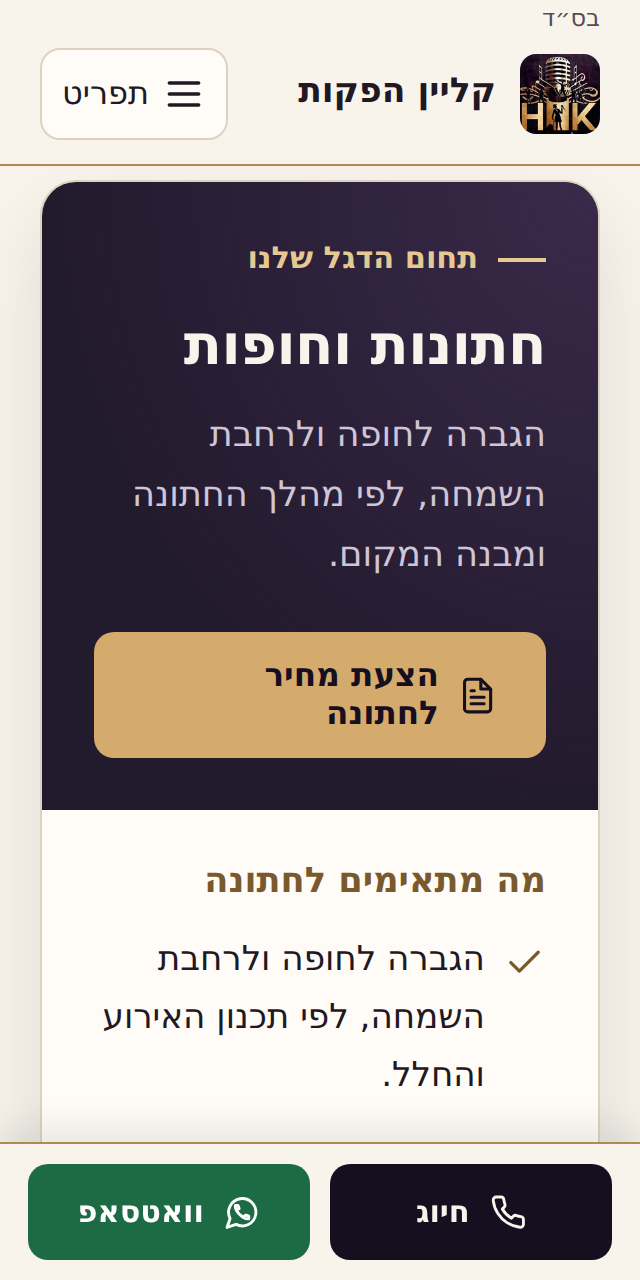 בס״ד
קליין הפקות
תפריט
HK
תחום הדגל שלנו
חתונות וחופות
הגברה לחופה ולרחבת
השמחה, לפי מהלך החתונה
ומבנה המקום.
הצעת מחיר
לחתונה
מה מתאימים לחתונה
הגברה לחופה ולרחבת
השמחה, לפי תכנון האירוע
והחלל.
חיוג
וואטסאפ